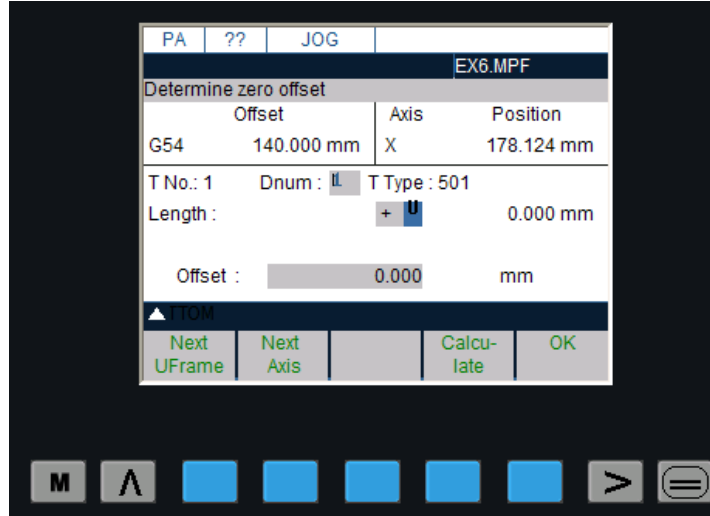 PA ?? JOG
EX6.MPF
Determine zero offset
Offset Axis Position
G54 140.000 mm X 178.124 mm
T No.: 1 Dnum : T Type : 501
Length : + U 0.000 mm
Offset : 0.000 mm
Next UFrame
Next Axis
Calcu-late
OK
M Λ >